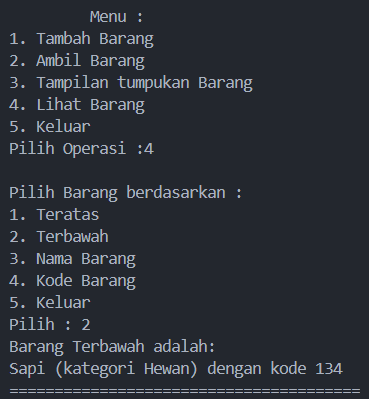 Menu :
1. Tambah Barang
2. Ambil Barang
3. Tampilan tumpukan Barang
4. Lihat Barang
5. Keluar
Pilih Operasi :4
Pilih Barang berdasarkan :
1. Teratas
2. Terbawah
3. Nama Barang
4. Kode Barang
5. Keluar
Pilih : 2
Barang Terbawah adalah:
Sapi (kategori Hewan) dengan kode 134
=======================================